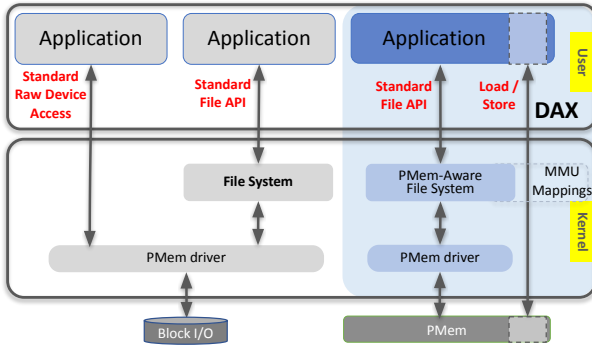 Application
Application
Application
User
Standard
Raw Device
Access
Standard
File API
Standard
File API
Load /
Store
DAX
File System
PMem-Aware
File System
MMU
Mappings
Kernel
PMem driver
PMem driver
Block I/O
PMem